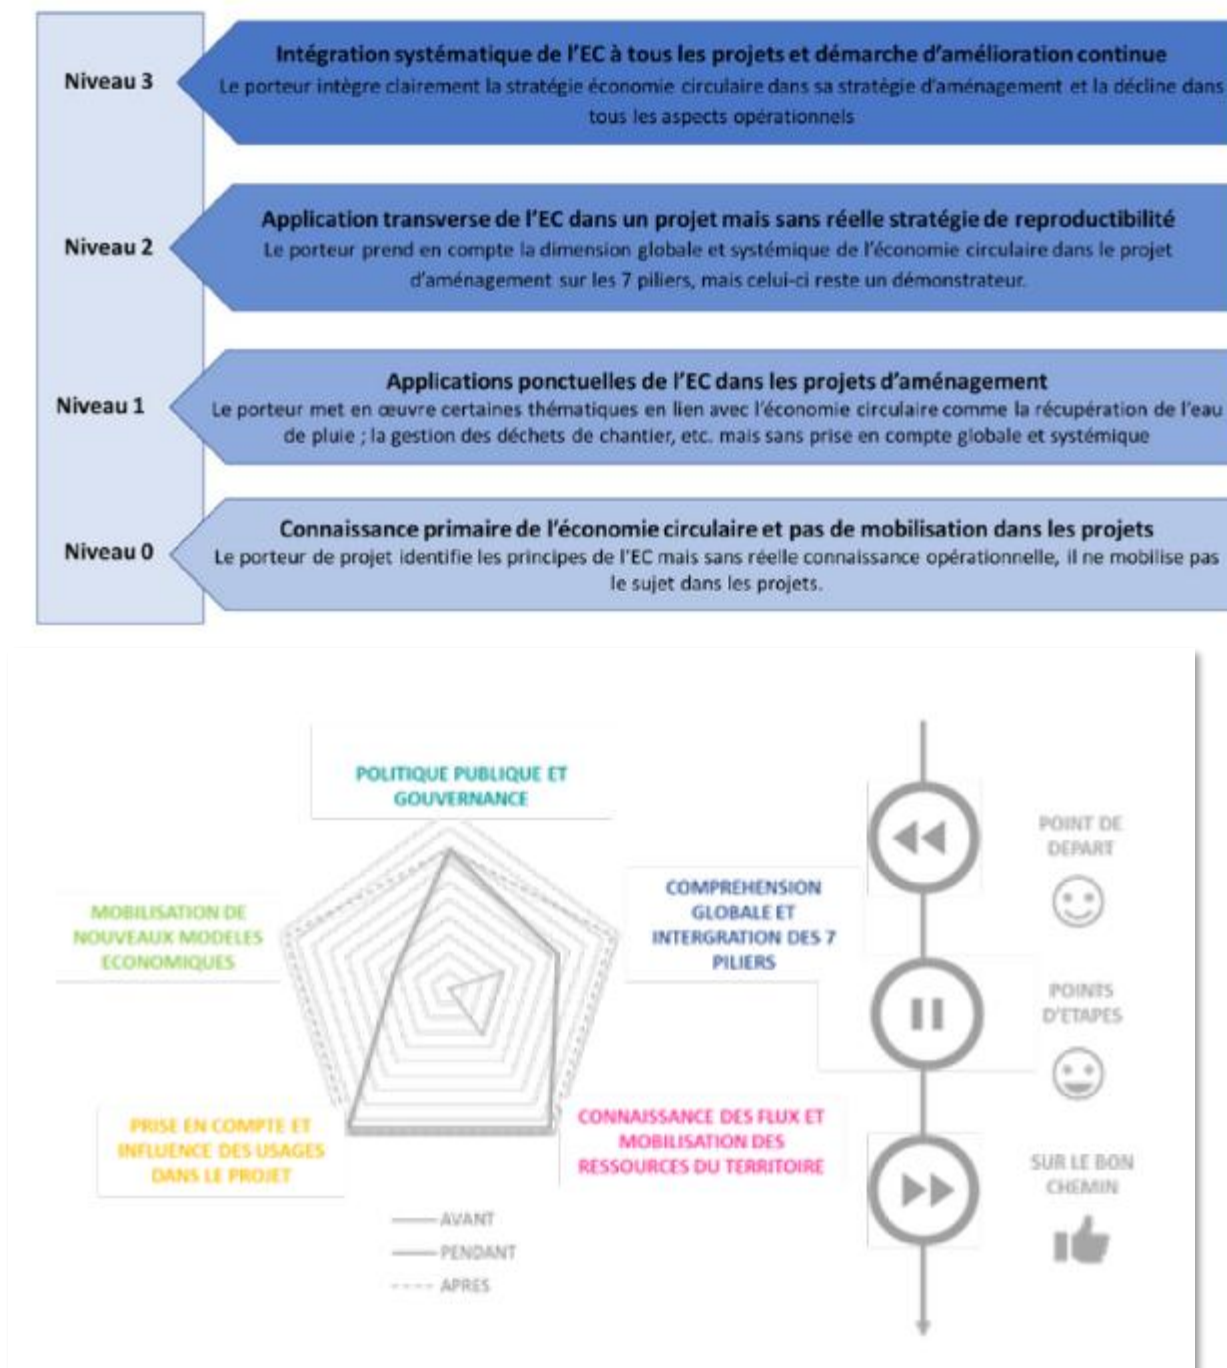 Niveau 3
Intégration systématique de l'EC à tous les projets et démarche d'amélioration continue
Le porteur intègre clairement la stratégie économie circulaire dans sa stratégie d'aménagement et la décline dans
tous les aspects opérationnels
Niveau 2
Application transverse de l'EC dans un projet mais sans réelle stratégie de reproductibilité
Le porteur prend en compte la dimension globale et systémique de l'économie circulaire dans le projet
d'aménagement sur les 7 piliers, mais celui-ci reste un démonstrateur.
Niveau 1
Applications ponctuelles de l'EC dans les projets d'aménagement
Le porteur met en œuvre certaines thématiques en lien avec l'économie circulaire comme la récupération de l'eau
de pluie ; la gestion des déchets de chantier, etc. mais sans prise en compte globale et systémique
Niveau 0
Connaissance primaire de l'économie circulaire et pas de mobilisation dans les projets
Le porteur de projet identifie les principes de l'EC mais sans réelle connaissance opérationnelle, il ne mobilise pas
le sujet dans les projets.
POLITIQUE PUBLIQUE ET
GOUVERNANCE
MOBILISATION DE
NOUVEAUX MODELES
ECONOMIQUES
COMPREHENSION
GLOBALE ET
INTERGRATION DES 7
PILIERS
PRISE EN COMPTE ET
INFLUENCE DES USAGES
DANS LE PROJET
CONNAISSANCE DES FLUX ET
MOBILISATION DES
RESSOURCES DU TERRITOIRE
AVANT
PENDANT
APRES
POINT DE
DEPART
POINTS
D'ETAPES
SUR LE BON
CHEMIN